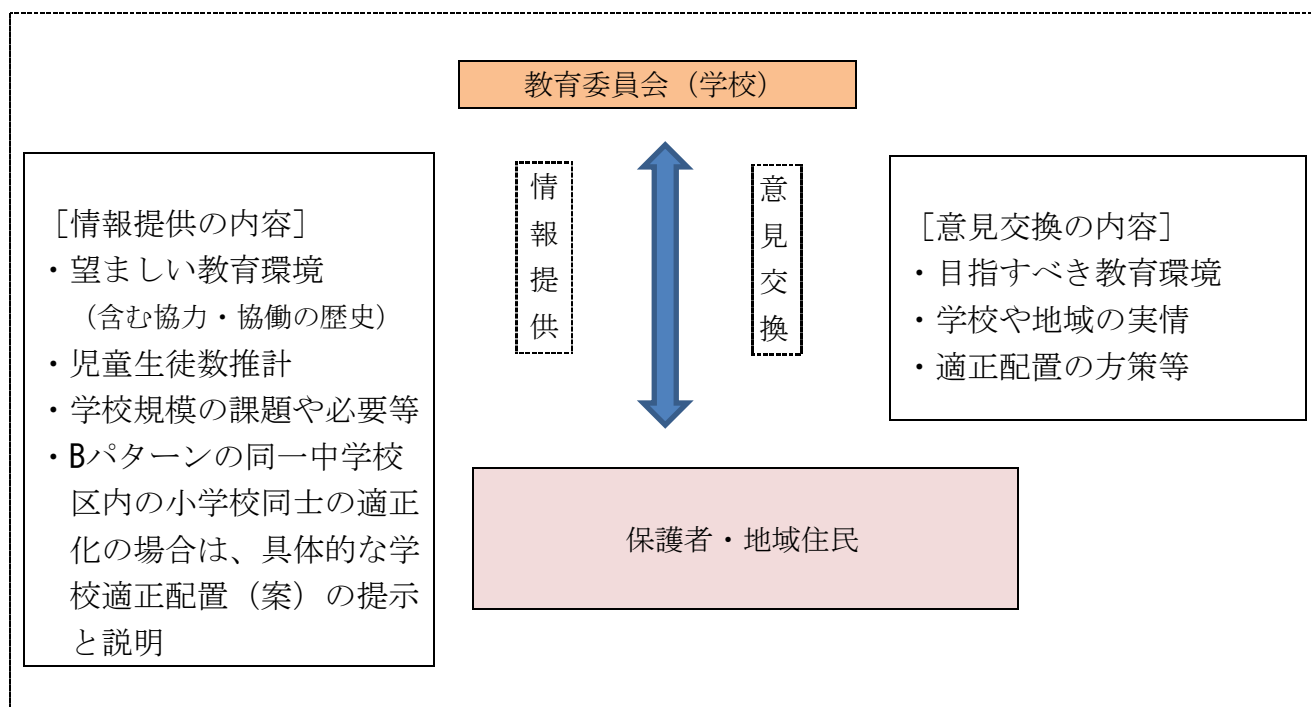 教育委員会（学校）
情報提供
意見交換
［情報提供の内容］
・望ましい教育環境
（含む協力・協働の歴史）
・児童生徒数推計
・学校規模の課題や必要等
・Bパターンの同一中学校
区内の小学校同士の適正
化の場合は、具体的な学
校適正配置（案）の提示
と説明
［意見交換の内容］
・目指すべき教育環境
・学校や地域の実情
・適正配置の方策等
保護者・地域住民